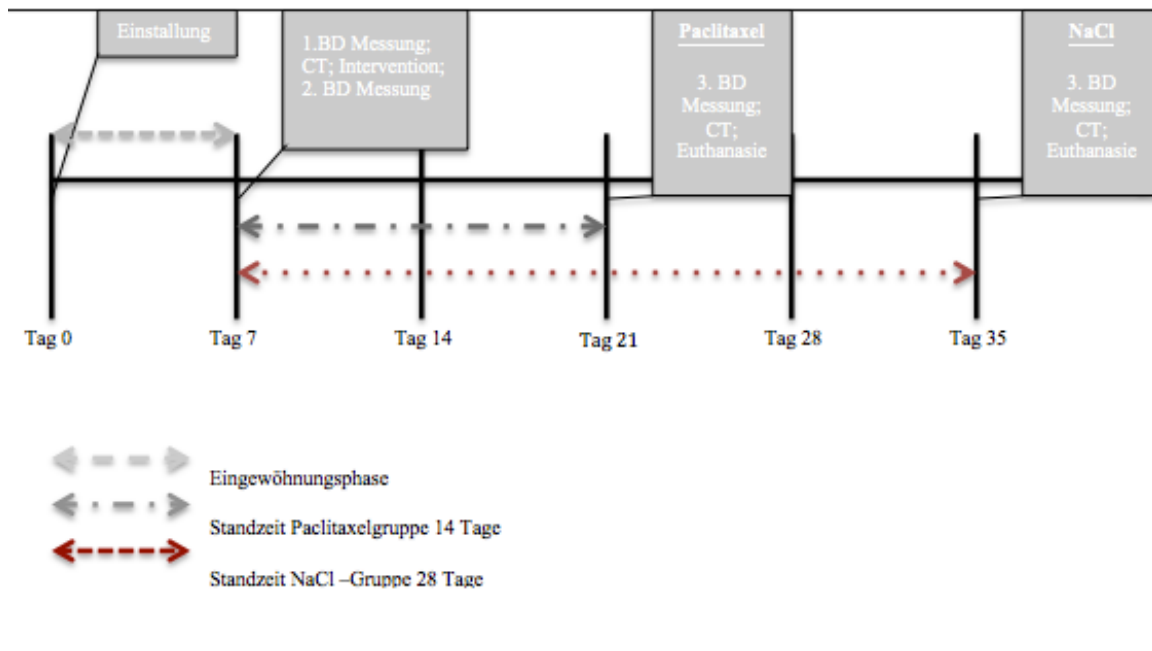 Einstallung
1.BD Messung;
CT; Intervention;
2. BD Messung
Paclitaxel
3. BD
Messung;
CT;
Euthanasie
NaCl
3. BD
Messung;
CT;
Euthanasie
Tag 0
Tag 7
Tag 14
Tag 21
Tag 28
Tag 35
Eingewöhnungsphase
Standzeit Paclitaxelgruppe 14 Tage
Standzeit NaCl –Gruppe 28 Tage